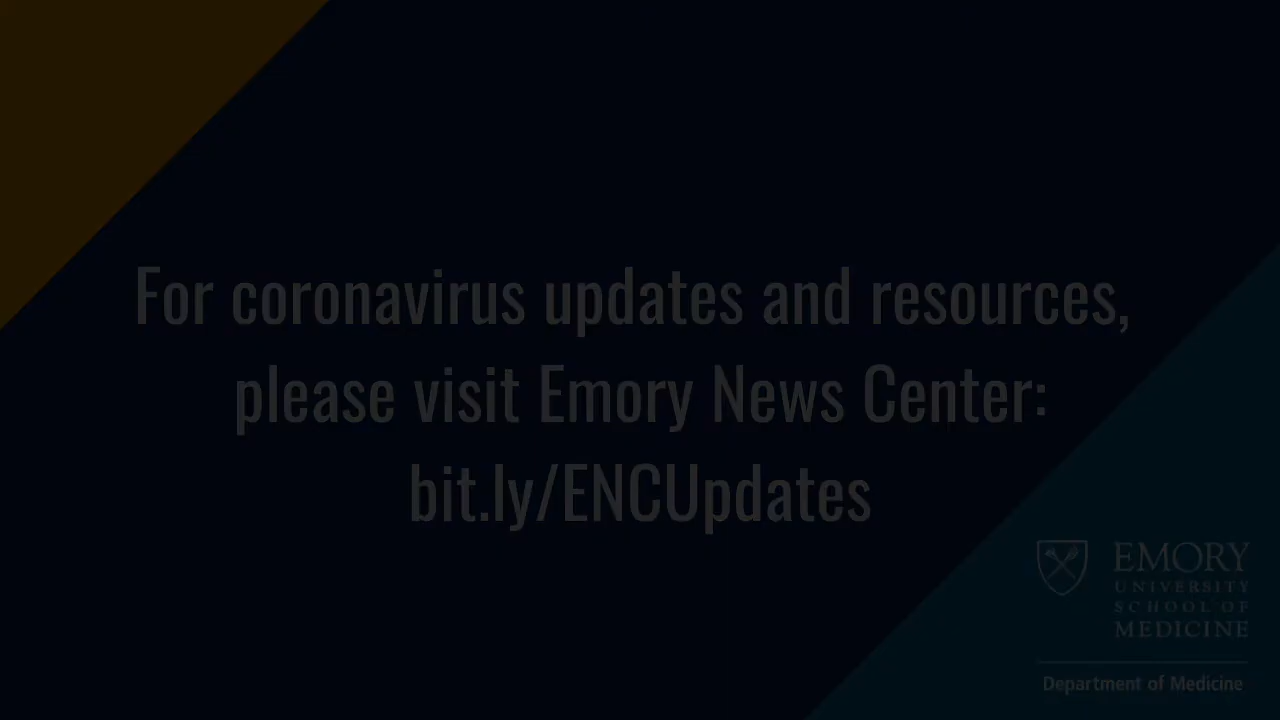 For coronavirus updates and resources,
please visit Emory News Center:
bit.ly/ENCUpdates
EMORY
UNIVERSITY
SCHOOL OF
MEDICINE
Department of Medicine